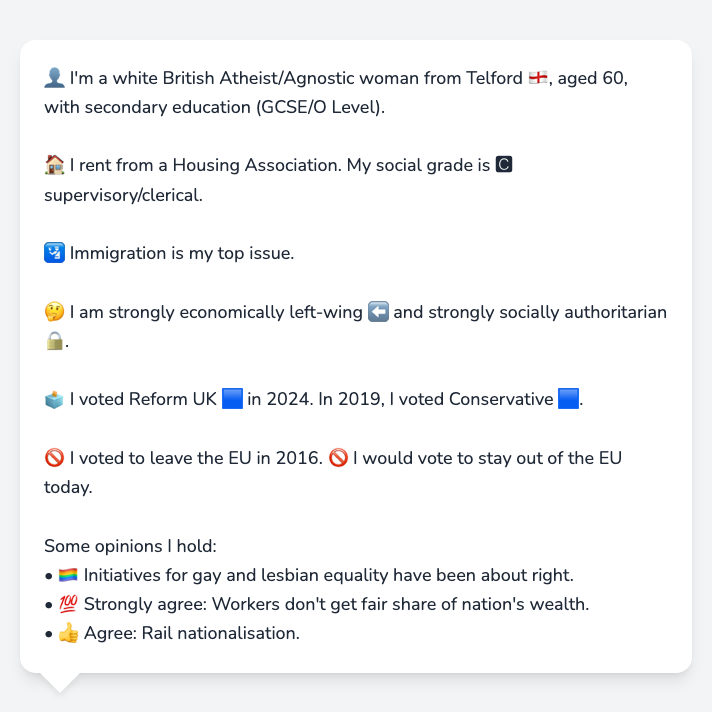 👤 I'm a white British Atheist/Agnostic woman from Telford 🏴󠁧󠁢󠁥󠁮󠁧󠁿, aged 60,
with secondary education (GCSE/O Level).
🏠 I rent from a Housing Association. My social grade is 🅲
supervisory/clerical.
🛂 Immigration is my top issue.
🤔 I am strongly economically left-wing ⬅️ and strongly socially authoritarian
🔒.
🗳️ I voted Reform UK 🟦 in 2024. In 2019, I voted Conservative 🟦.
🚫 I voted to leave the EU in 2016. 🚫 I would vote to stay out of the EU
today.
Some opinions I hold:
• 🏳️‍🌈 Initiatives for gay and lesbian equality have been about right.
• 💯 Strongly agree: Workers don't get fair share of nation's wealth.
• 👍 Agree: Rail nationalisation.